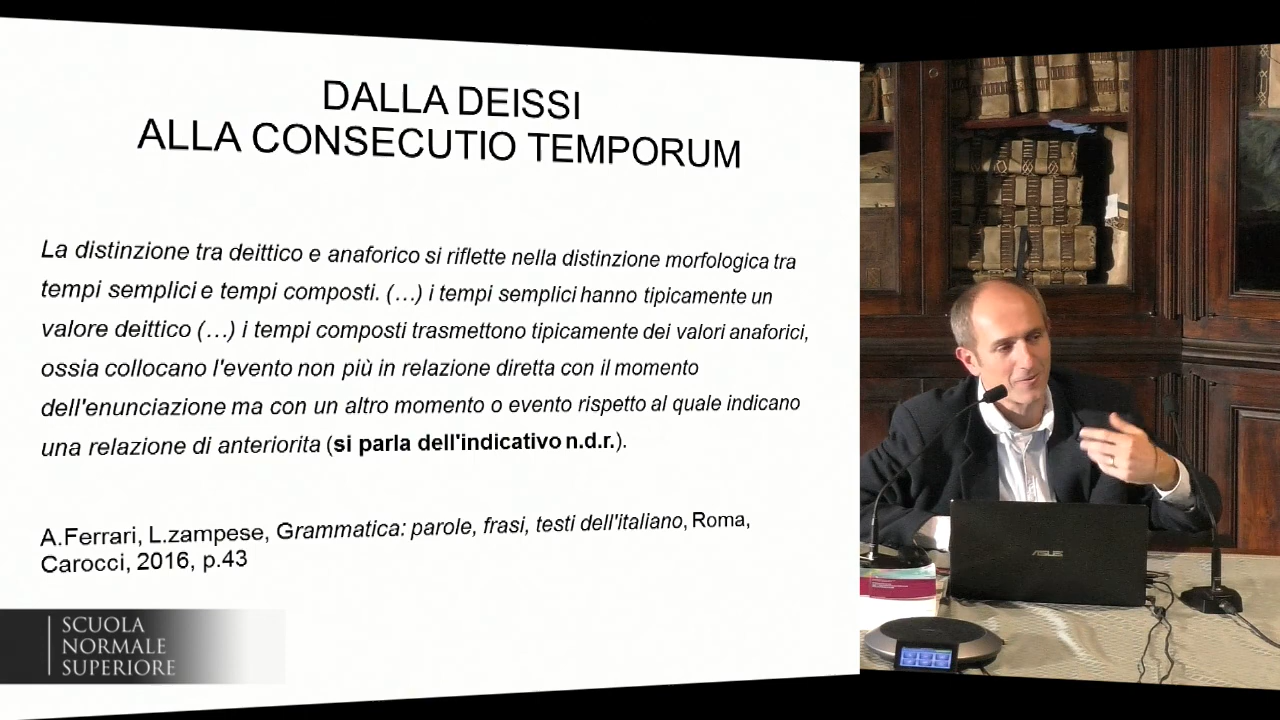 DALLA DEISSI
ALLA CONSECUTIO TEMPORUM
La distinzione tra deittico e anaforico si riflette nella distinzione morfologica tra
tempi semplici e tempi composti. (…) i tempi semplici hanno tipicamente un
valore deittico (…) i tempi composti trasmettono tipicamente dei valori anaforici,
ossia collocano l'evento non più in relazione diretta con il momento
dell'enunciazione ma con un altro momento o evento rispetto al quale indicano
una relazione di anteriorita (si parla dell'indicativo n.d.r.).
A.Ferrari, L.zampese, Grammatica: parole, frasi, testi dell'italiano, Roma,
Carocci, 2016, p.43
SCUOLA
NORMALE
SUPERIORE
ASUS